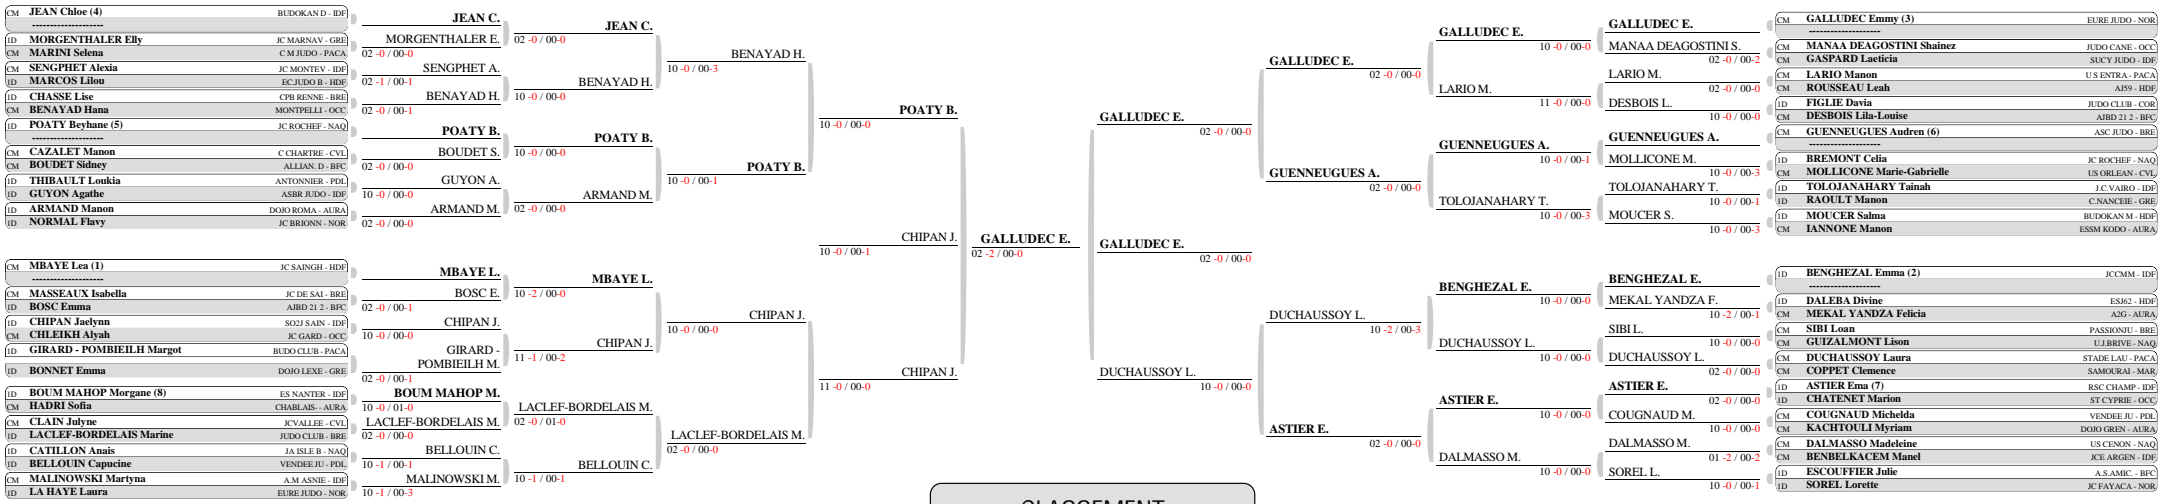 CM JEAN Chloe (4) BUDOKAN D - IDF
--------------------
1D MORGENTHALER Elly JC MARNAV - GRE
CM MARINI Selena C M JUDO - PACA
CM SENGPHET Alexia JC MONTEV - IDF
1D MARCOS Lilou EC.JUDO B - HDF
1D CHASSE Lise CPB RENNE - BRE
CM BENAYAD Hana MONTPELLI - OCC
1D POATY Beyhane (5) JC ROCHEF - NAQ
--------------------
CM CAZALET Manon C CHARTRE - CVL
CM BOUDET Sidney ALLIAN. D - BFC
1D THIBAULT Loukia ANTONNIER - PDL
1D GUYON Agathe ASBR JUDO - IDF
1D ARMAND Manon DOJO ROMA - AURA
1D NORMAL Flavy JC BRIONN - NOR
CM MBAYE Lea (1) JC SAINGH - HDF
--------------------
CM MASSEAUX Isabella JC DE SAI - BRE
1D BOSC Emma AJBD 21 2 - BFC
1D CHIPAN Jaelynn SO2J SAIN - IDF
CM CHLEIKH Alyah JC GARD - OCC
1D GIRARD - POMBIEILH Margot BUDO CLUB - PACA
1D BONNET Emma DOJO LEXE - GRE
1D BOUM MAHOP Morgane (8) ES NANTER - IDF
CM HADRI Sofia CHABLAIS- - AURA
CM CLAIN Julyne JCVALLEE - CVL
1D LACLEF-BORDELAIS Marine JUDO CLUB - BRE
1D CATILLON Anais JA ISLE B - NAQ
1D BELLOUIN Capucine VENDEE JU - PDL
CM MALINOWSKI Martyna A.M ASNIE - IDF
1D LA HAYE Laura EURE JUDO - NOR
JEAN C.
MORGENTHALER E.
02 -0 / 00-0
SENGPHET A.
02 -1 / 00-1
BENAYAD H.
02 -0 / 00-1
POATY B.
BOUDET S.
02 -0 / 00-0
GUYON A.
10 -0 / 00-0
ARMAND M.
02 -0 / 00-0
MBAYE L.
BOSC E.
02 -0 / 00-1
CHIPAN J.
10 -0 / 00-0
GIRARD -
POMBIEILH M.
02 -0 / 00-1
BOUM MAHOP M.
10 -0 / 01-0
LACLEF-BORDELAIS M.
02 -0 / 00-0
BELLOUIN C.
10 -1 / 00-1
MALINOWSKI M.
10 -1 / 00-3
JEAN C.
02 -0 / 00-0
BENAYAD H.
10 -0 / 00-0
POATY B.
10 -0 / 00-0
ARMAND M.
02 -0 / 00-0
MBAYE L.
10 -2 / 00-0
CHIPAN J.
11 -1 / 00-2
LACLEF-BORDELAIS M.
02 -0 / 01-0
BELLOUIN C.
10 -1 / 00-1
BENAYAD H.
10 -0 / 00-3
POATY B.
10 -0 / 00-1
CHIPAN J.
10 -0 / 00-0
LACLEF-BORDELAIS M.
02 -0 / 00-0
POATY B.
10 -0 / 00-0
CHIPAN J.
10 -0 / 00-1
CHIPAN J.
11 -0 / 00-0
GALLUDEC E.
02 -2 / 00-0
GALLUDEC E.
02 -0 / 00-0
GALLUDEC E.
02 -0 / 00-0
DUCHAUSSOY L.
10 -0 / 00-0
GALLUDEC E.
02 -0 / 00-0
GUENNEUGUES A.
02 -0 / 00-0
DUCHAUSSOY L.
10 -2 / 00-3
ASTIER E.
02 -0 / 00-0
GALLUDEC E.
10 -0 / 00-0
LARIO M.
11 -0 / 00-0
GUENNEUGUES A.
10 -0 / 00-1
TOLOJANAHARY T.
10 -0 / 00-3
BENGHEZAL E.
10 -0 / 00-0
DUCHAUSSOY L.
10 -0 / 00-0
ASTIER E.
10 -0 / 00-0
DALMASSO M.
10 -0 / 00-0
GALLUDEC E.
MANAA DEAGOSTINI S.
02 -0 / 00-2
LARIO M.
02 -0 / 00-0
DESBOIS L.
10 -0 / 00-0
GUENNEUGUES A.
MOLLICONE M.
10 -0 / 00-3
TOLOJANAHARY T.
10 -0 / 00-1
MOUCER S.
10 -0 / 00-3
BENGHEZAL E.
MEKAL YANDZA F.
10 -2 / 00-1
SIBI L.
10 -0 / 00-0
DUCHAUSSOY L.
02 -0 / 00-0
ASTIER E.
02 -0 / 00-0
COUGNAUD M.
10 -0 / 00-0
DALMASSO M.
01 -2 / 00-2
SOREL L.
10 -0 / 00-1
CM GALLUDEC Emmy (3) EURE JUDO - NOR
--------------------
CM MANAA DEAGOSTINI Shainez JUDO CANE - OCC
CM GASPARD Laeticia SUCY JUDO - IDF
CM LARIO Manon U S ENTRA - PACA
CM ROUSSEAU Leah AJ59 - HDF
1D FIGLIE Davia JUDO CLUB - COR
CM DESBOIS Lila-Louise AJBD 21 2 - BFC
CM GUENNEUGUES Audren (6) ASC JUDO - BRE
--------------------
1D BREMONT Celia JC ROCHEF - NAQ
CM MOLLICONE Marie-Gabrielle US ORLEAN - CVL
1D TOLOJANAHARY Tainah J.C.VAIRO - IDF
1D RAOULT Manon C.NANCEIE - GRE
1D MOUCER Salma BUDOKAN M - HDF
CM IANNONE Manon ESSM KODO - AURA
1D BENGHEZAL Emma (2) JCCMM - IDF
--------------------
1D DALEBA Divine ESJ62 - HDF
CM MEKAL YANDZA Felicia A2G - AURA
CM SIBI Loan PASSIONJU - BRE
CM GUIZALMONT Lison U.J.BRIVE - NAQ
CM DUCHAUSSOY Laura STADE LAU - PACA
CM COPPET Clemence SAMOURAI - MAR
1D ASTIER Ema (7) RSC CHAMP - IDF
1D CHATENET Marion ST CYPRIE - OCC
CM COUGNAUD Michelda VENDEE JU - PDL
CM KACHTOULI Myriam DOJO GREN - AURA
CM DALMASSO Madeleine US CENON - NAQ
CM BENBELKACEM Manel JCE ARGEN - IDF
1D ESCOUFFIER Julie A.S.AMIC. - BFC
1D SOREL Lorette JC FAYACA - NOR
CLASSEMENT